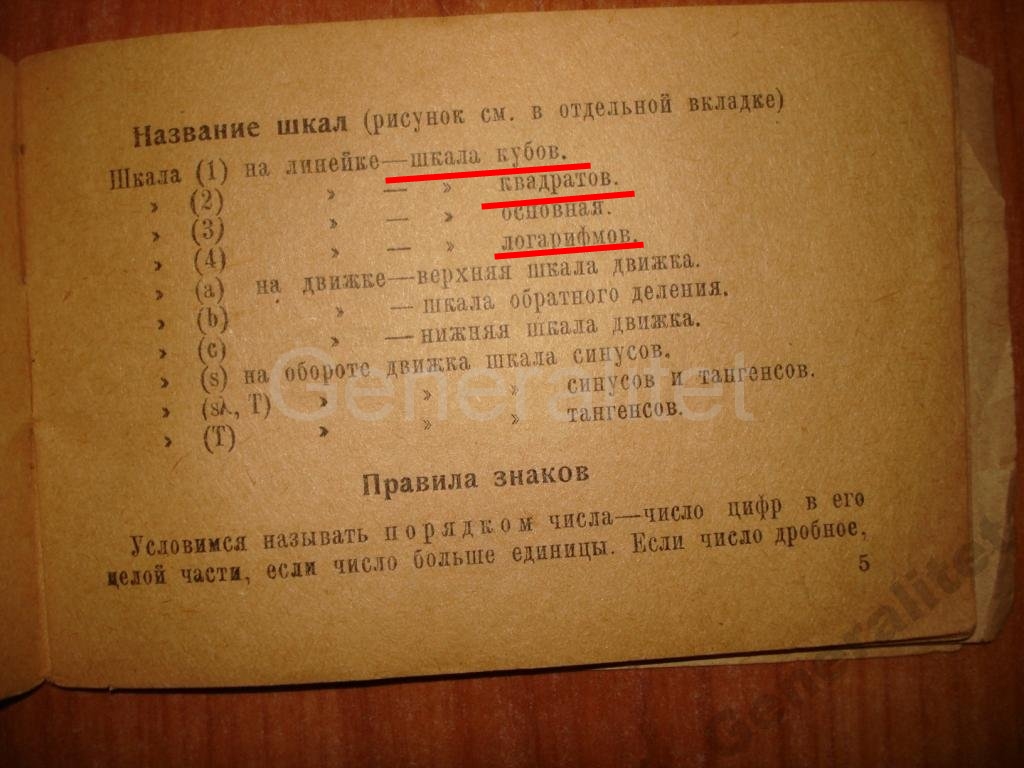 Название шкал (рисунок см. в отдельной вкладке)
Шкала (1) на линейке—шкала кубов.
» (2) » — » квадратов.
» (3) » — » основная.
» (4) » — » логарифмов.
» (a) на движке—верхняя шкала движка.
» (b) » — шкала обратного деления.
» (c) » —нижняя шкала движка.
» (s) на обороте движка шкала синусов.
» (sλ, T) » » » синусов и тангенсов.
» (T) » » » тангенсов.
Правила знаков
Условимся называть порядком числа—число цифр в его
целой части, если число больше единицы. Если число дробное,
5
Generalitet
Generalitet